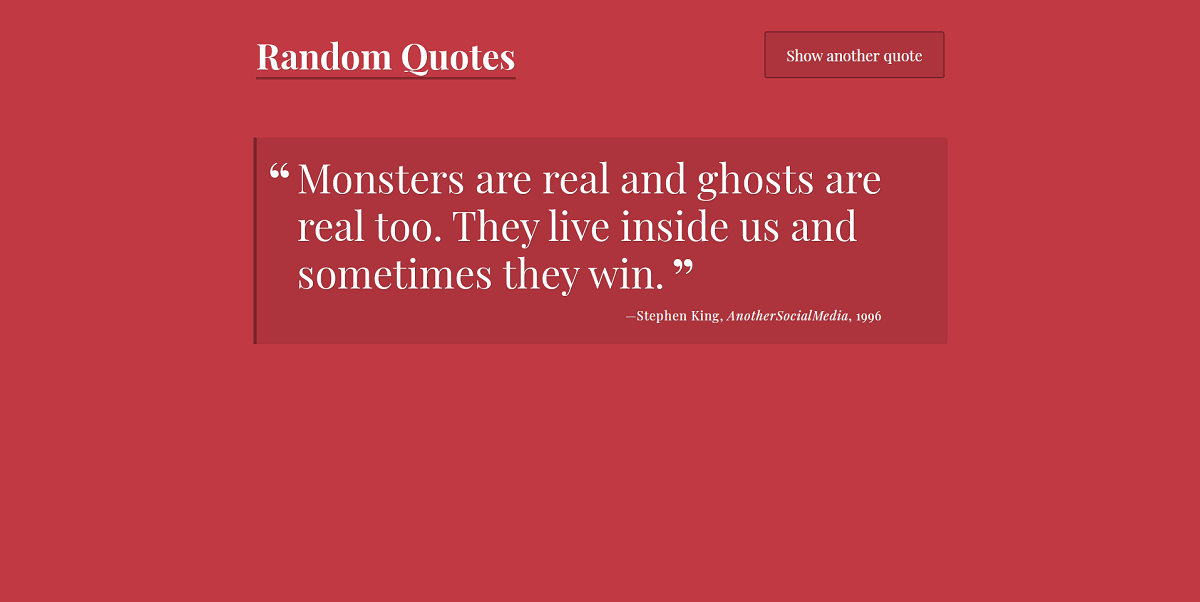 Random Quotes
Show another quote
“Monsters are real and ghosts are
real too. They live inside us and
sometimes they win.”
—Stephen King, AnotherSocialMedia, 1996